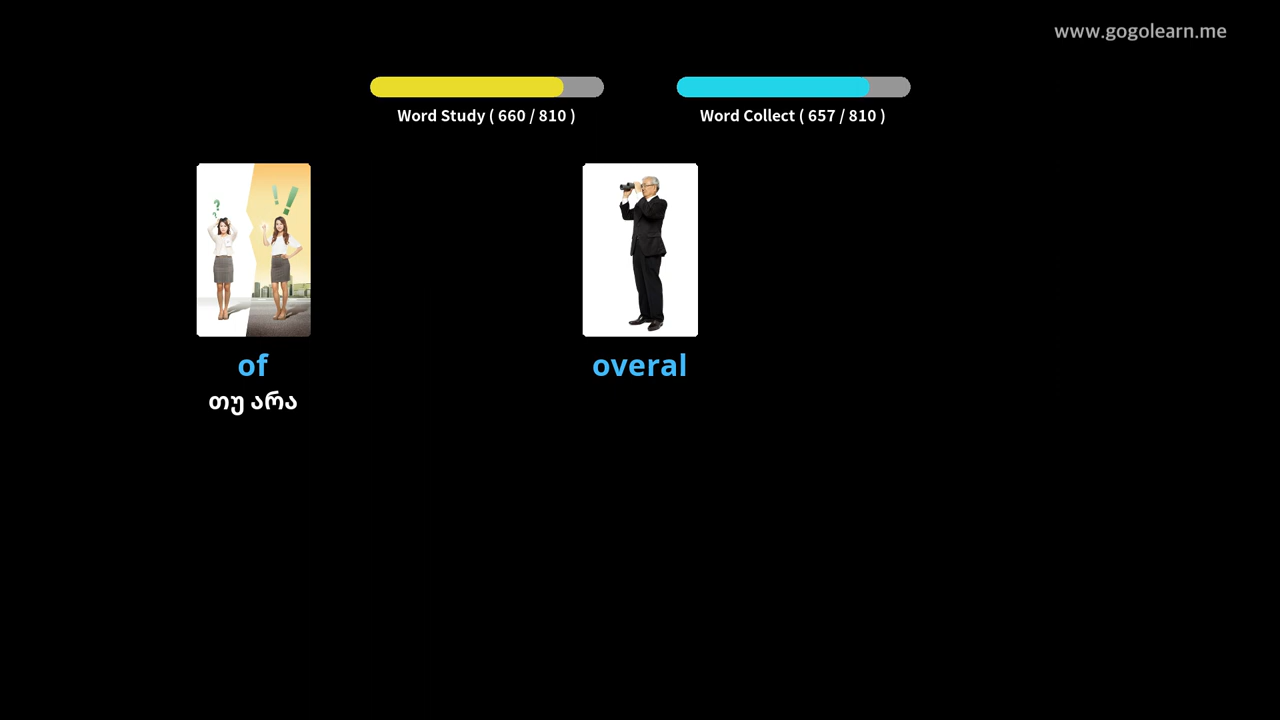 www.gogolearn.me
Word Study ( 660 / 810 )
Word Collect ( 657 / 810 )
of
თუ არა
overal